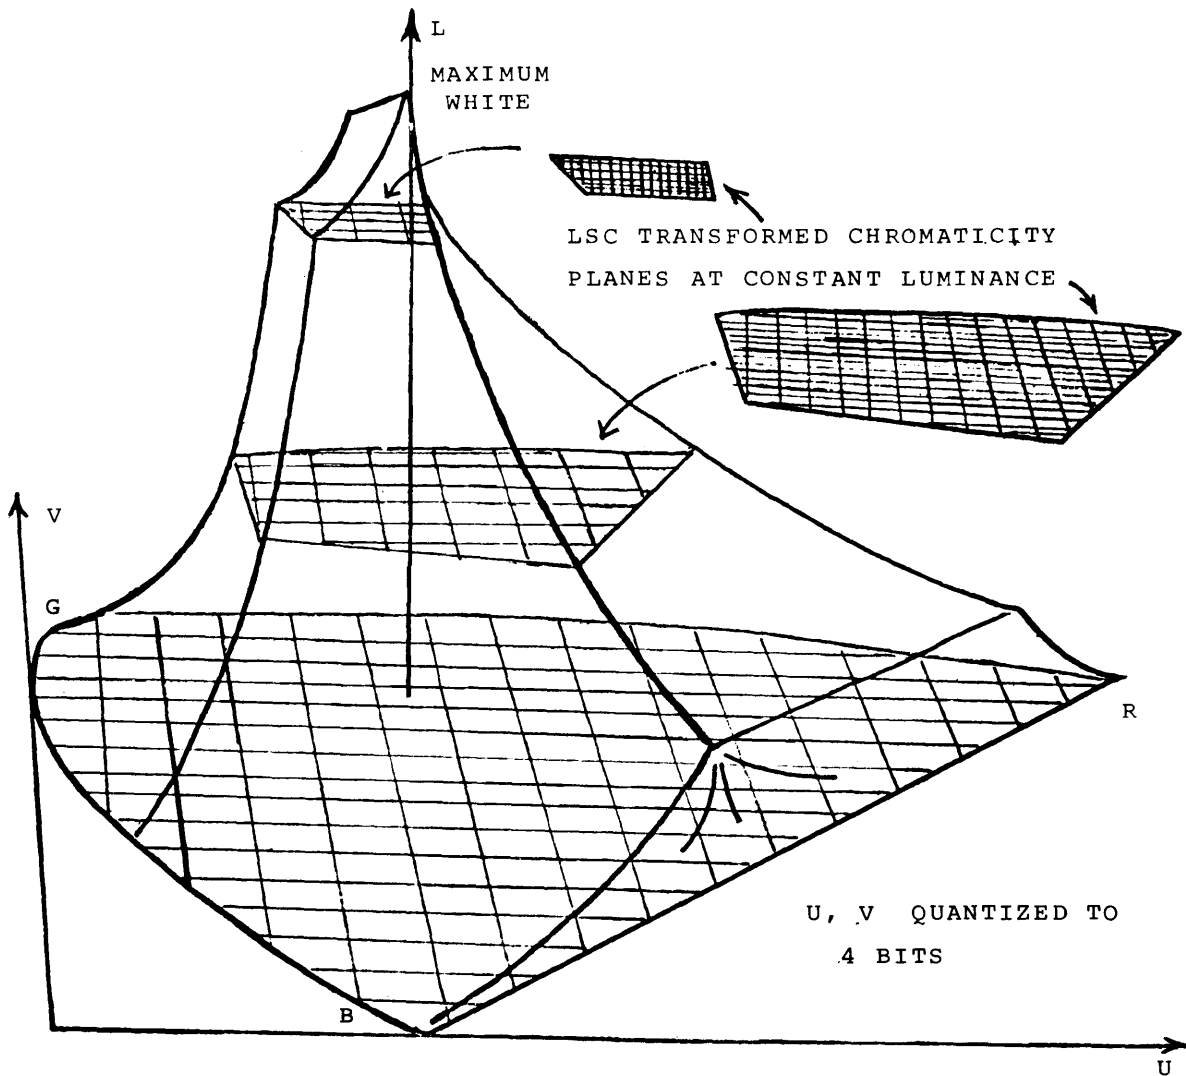 L
MAXIMUM
WHITE
LSC TRANSFORMED CHROMATICITY
PLANES AT CONSTANT LUMINANCE
V
G
R
U, V QUANTIZED TO
4 BITS
B
U